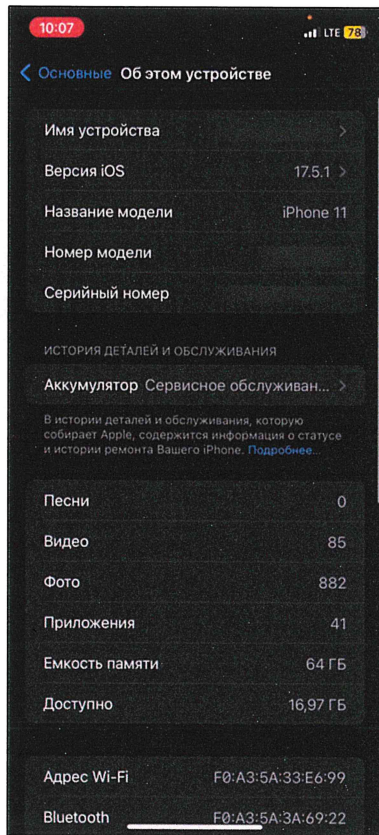 10:07 LTE 78
Основные Об этом устройстве
Имя устройства
Версия iOS 17.5.1
Название модели iPhone 11
Номер модели
Серийный номер
ИСТОРИЯ ДЕТАЛЕЙ И ОБСЛУЖИВАНИЯ
Аккумулятор Сервисное обслуживан...
В истории деталей и обслуживания, которую
собирает Apple, содержится информация о статусе
и истории ремонта Вашего iPhone. Подробнее...
Песни 0
Видео 85
Фото 882
Приложения 41
Емкость памяти 64 ГБ
Доступно 16,97 ГБ
Адрес Wi-Fi F0:A3:5A:33:E6:99
Bluetooth F0:A3:5A:3A:69:22